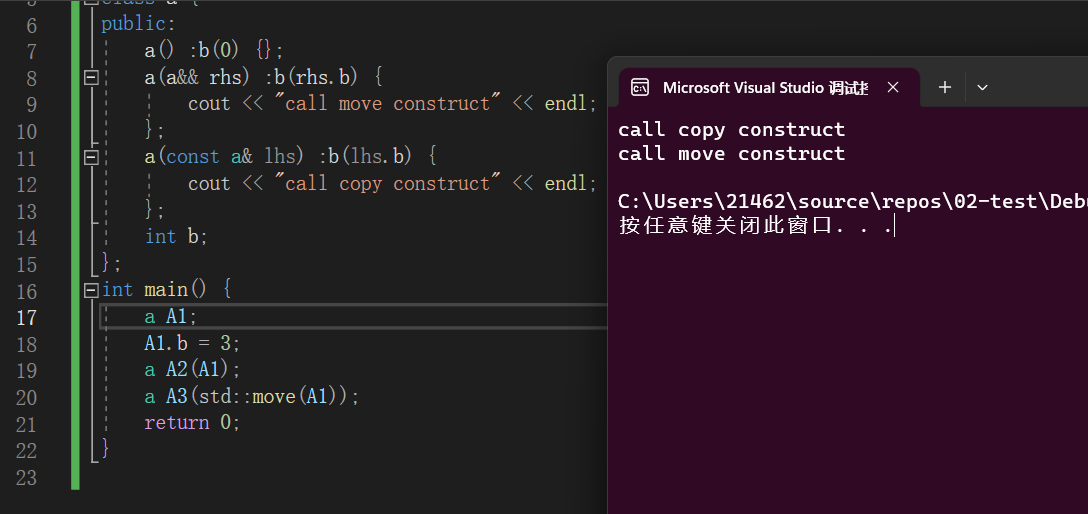 5 class a {
6 public:
7 a() :b(0) {};
8 a(a&& rhs) :b(rhs.b) {
9 cout << "call move construct" << endl;
10 };
11 a(const a& lhs) :b(lhs.b) {
12 cout << "call copy construct" << endl;
13 };
14 int b;
15 };
16 int main() {
17 a A1;
18 A1.b = 3;
19 a A2(A1);
20 a A3(std::move(A1));
21 return 0;
22 }
23
Microsoft Visual Studio 调试
call copy construct
call move construct
C:\Users\21462\source\repos\02-test\Deb
按任意键关闭此窗口. . .